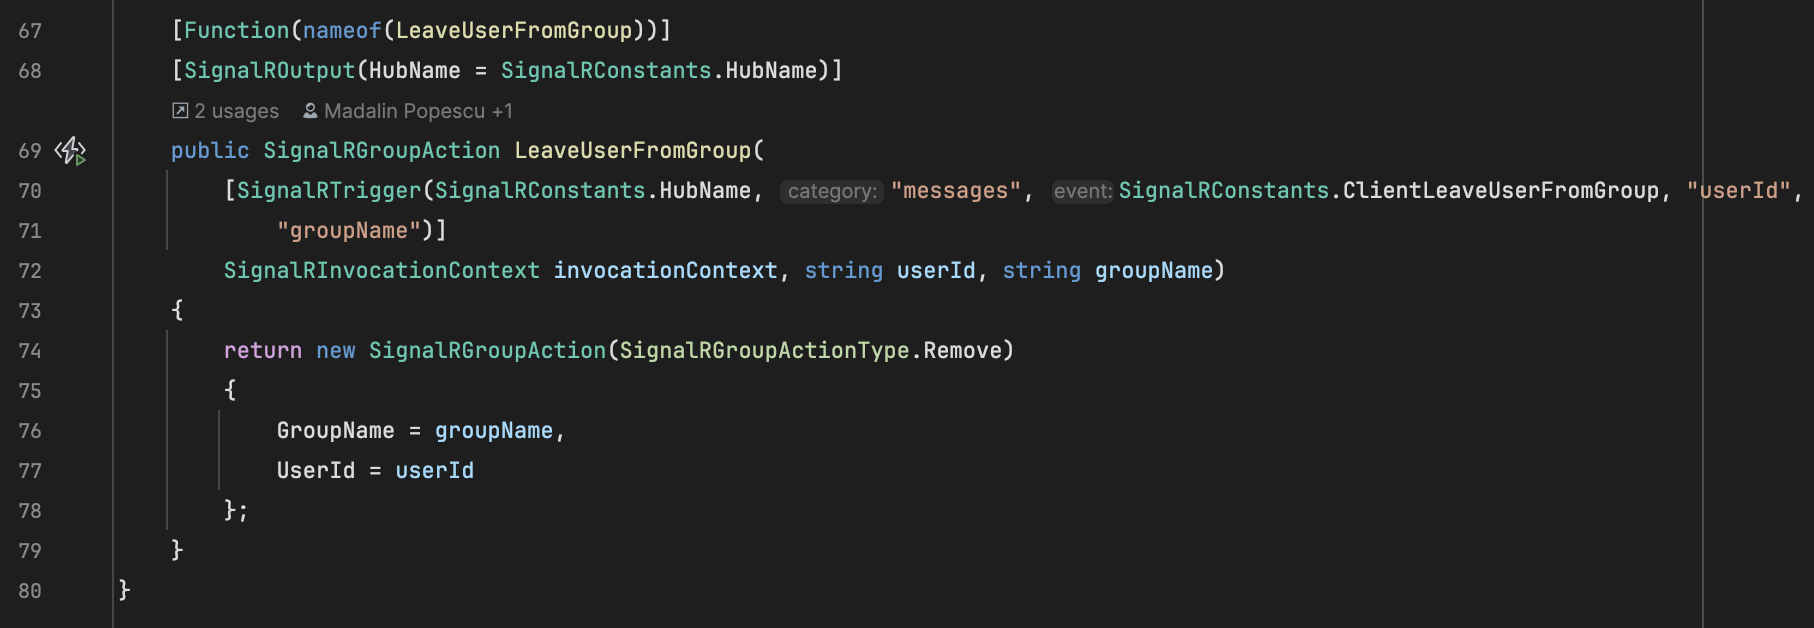 67 [Function(nameof(LeaveUserFromGroup))]
68 [SignalROutput(HubName = SignalRConstants.HubName)]
2 usages Madalin Popescu +1
69 public SignalRGroupAction LeaveUserFromGroup(
70 [SignalRTrigger(SignalRConstants.HubName, category: "messages", event: SignalRConstants.ClientLeaveUserFromGroup, "userId",
71 "groupName")]
72 SignalRInvocationContext invocationContext, string userId, string groupName)
73 {
74 return new SignalRGroupAction(SignalRGroupActionType.Remove)
75 {
76 GroupName = groupName,
77 UserId = userId
78 };
79 }
80 }